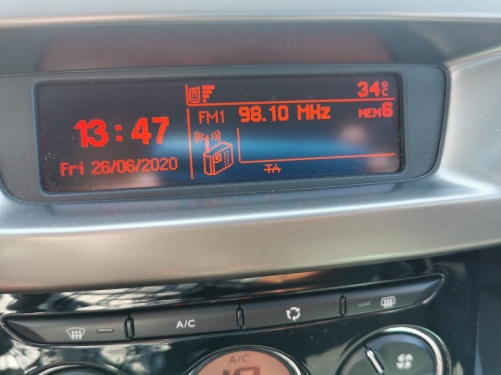 34°C
FM1 98.10 MHz MEM6
13:47
Fri 26/06/2020
TA
A/C
A/C